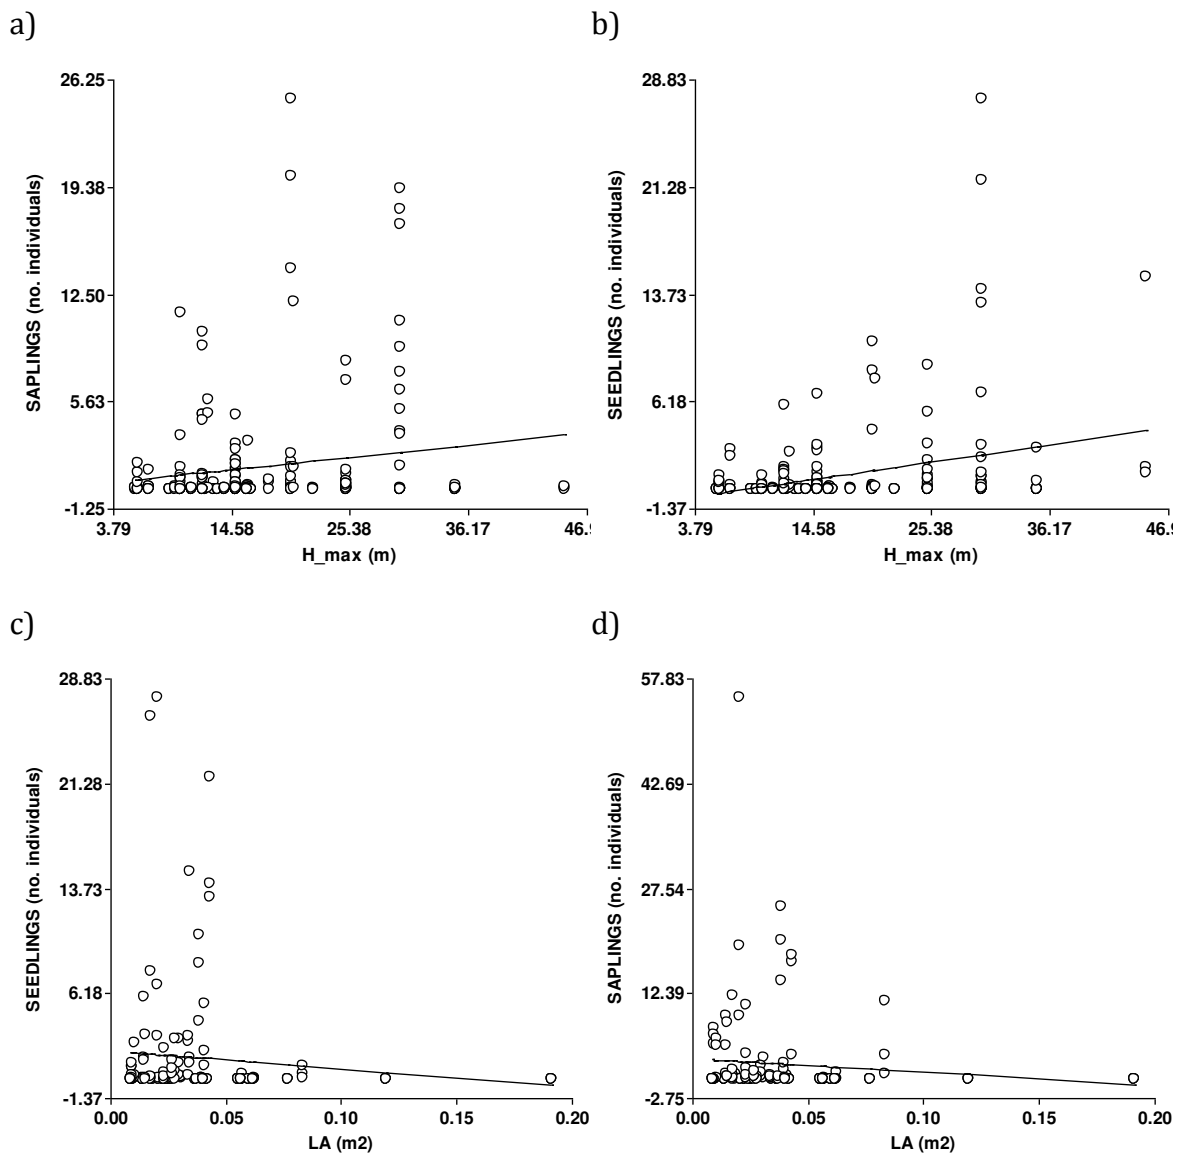 a)
26.25
19.38
12.50
5.63
-1.25
SAPLINGS (no. individuals)
3.79 14.58 25.38 36.17 46.9
H_max (m)
b)
28.83
21.28
13.73
6.18
-1.37
SEEDLINGS (no. individuals)
3.79 14.58 25.38 36.17 46.9
H_max (m)
c)
28.83
21.28
13.73
6.18
-1.37
SEEDLINGS (no. individuals)
0.00 0.05 0.10 0.15 0.20
LA (m2)
d)
57.83
42.69
27.54
12.39
-2.75
SAPLINGS (no. individuals)
0.00 0.05 0.10 0.15 0.20
LA (m2)